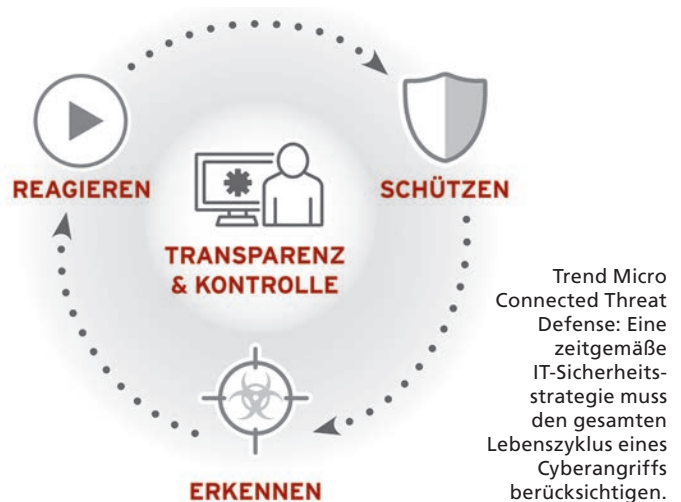 REAGIEREN
SCHÜTZEN
TRANSPARENZ
& KONTROLLE
ERKENNEN
Trend Micro
Connected Threat
Defense: Eine
zeitgemäße
IT-Sicherheits-
strategie muss
den gesamten
Lebenszyklus eines
Cyberangriffs
berücksichtigen.